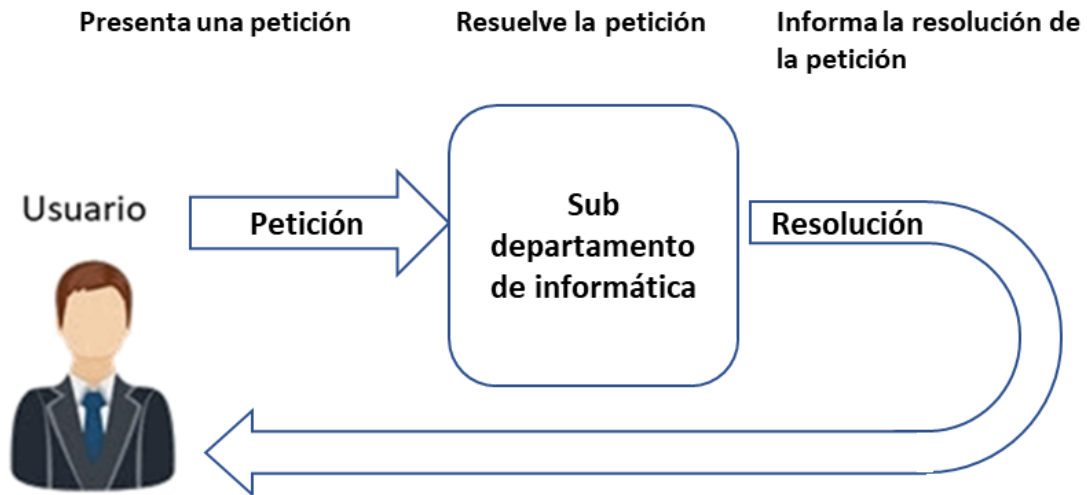 Presenta una petición
Resuelve la petición
Informa la resolución de
la petición
Usuario
Petición
Sub
departamento
de informática
Resolución